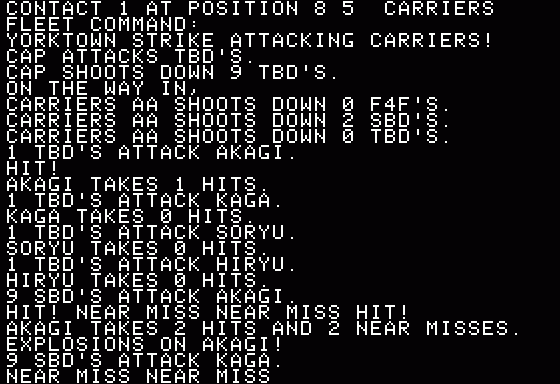 CONTACT 1 AT POSITION 8 5  CARRIERS
FLEET COMMAND:
YORKTOWN STRIKE ATTACKING CARRIERS!
CAP ATTACKS TBD'S.
CAP SHOOTS DOWN 9 TBD'S.
ON THE WAY IN,
CARRIERS AA SHOOTS DOWN 0 F4F'S.
CARRIERS AA SHOOTS DOWN 2 SBD'S.
CARRIERS AA SHOOTS DOWN 0 TBD'S.
1 TBD'S ATTACK AKAGI.
HIT!
AKAGI TAKES 1 HITS.
1 TBD'S ATTACK KAGA.
KAGA TAKES 0 HITS.
1 TBD'S ATTACK SORYU.
SORYU TAKES 0 HITS.
1 TBD'S ATTACK HIRYU.
HIRYU TAKES 0 HITS.
9 SBD'S ATTACK AKAGI.
HIT! NEAR MISS NEAR MISS HIT!
AKAGI TAKES 2 HITS AND 2 NEAR MISSES.
EXPLOSIONS ON AKAGI!
9 SBD'S ATTACK KAGA.
NEAR MISS NEAR MISS